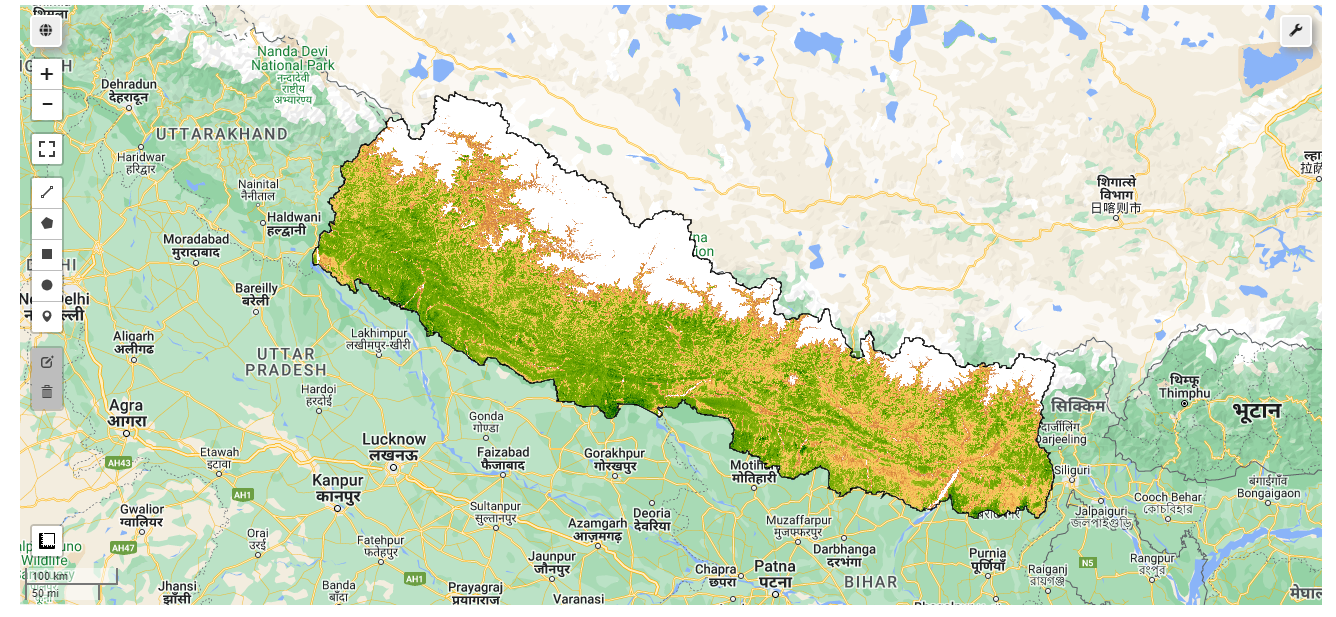 Nanda Devi
National Park
नन्दादेवी
राष्ट्रीय
अभयारण्य
Dehradun
देहरादून
UTTARAKHAND
Haridwar
हरिद्वार
Nainital
नैनीताल
Haldwani
हल्द्वानी
Moradabad
मुरादाबाद
Bareilly
बरेली
Aligarh
अलीगढ
Lakhimpur
लखीमपुर-खीरी
UTTAR
PRADESH
Hardoi
हरदोई
Agra
आगरा
Etawah
इटावा
AH43
AH1
Lucknow
लखनऊ
Kanpur
कानपुर
Gonda
गोण्डा
Faizabad
फैजाबाद
Gorakhpur
गोरखपुर
Motihari
मोतिहारी
Gwalior
ग्वालियर
AH47
Orai
उरई
Fatehpur
फतेहपुर
Sultanpur
सुल्तानपुर
Azamgarh
आज़मगढ़
Deoria
देवरिया
Muzaffarpur
मुजफ्फरपुर
Darbhanga
दरभंगा
Jaunpur
जौनपुर
Chapra
छपरा
Patna
पटना
BIHAR
Purnia
पूर्णियाँ
Jhansi
झाँसी
Banda
बाँदा
AH1
Prayagraj
प्रयागराज
Varanasi
शिगात्से
विभाग
日喀则市
सिक्किम
दार्जीलिंग
Darjeeling
Siliguri
थिम्फू
Thimphu
भूटान
Jalpaiguri
জলপাইগুড়ি
Cooch Behar
কোচবিহার
বঙাইগাঁও
Bongaigaon
N5
Raiganj
রায়গঞ্জ
Rangpur
রংপুর
100 km
50 mi